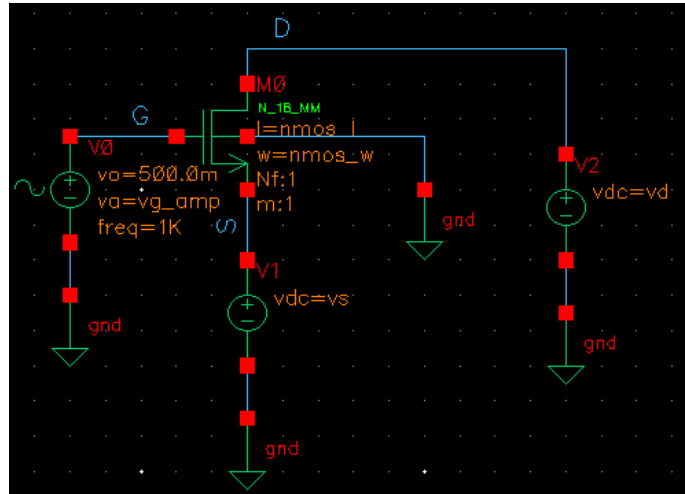 D
M0
N_18_MM
G
l=nmos_l
V0
w=nmos_w
V2
vo=500.0m
Nf:1
vdc=vd
va=vg_amp
m:1
gnd
freq=1K
S
V1
vdc=vs
gnd
gnd
gnd